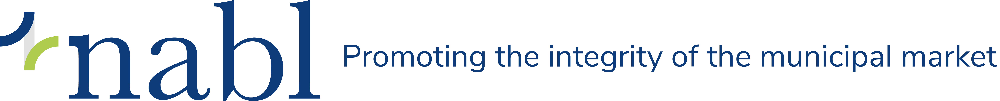 nabl
Promoting the integrity of the municipal market